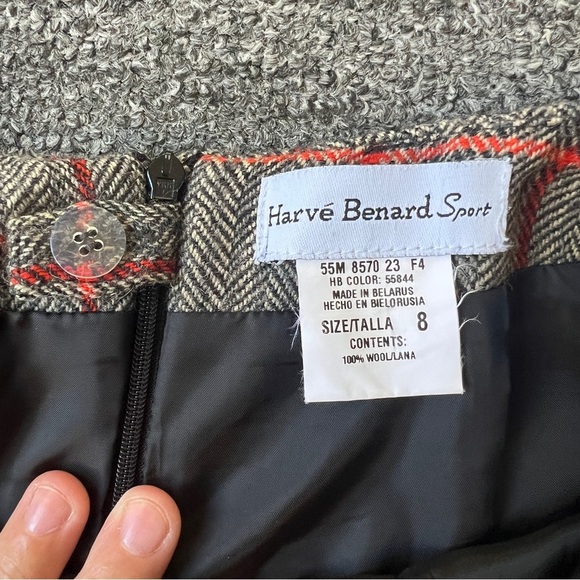 Harvé Benard Sport
55M 8570 23 F4
HB COLOR: 55844
MADE IN BELARUS
HECHO EN BIELORUSIA
SIZE/TALLA 8
CONTENTS:
100% WOOL/LANA